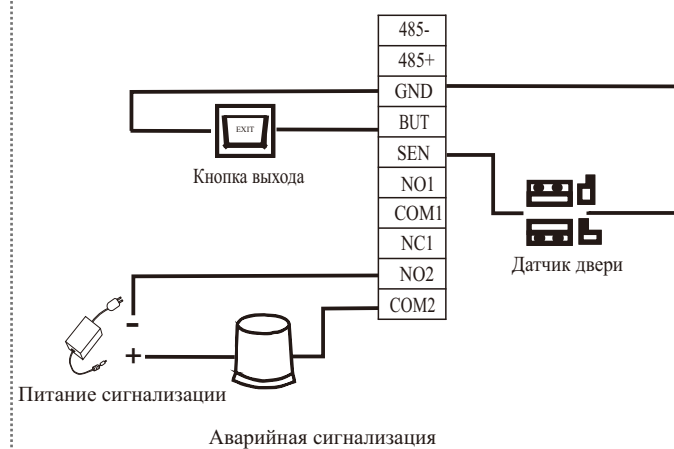 485-
485+
GND
BUT
SEN
NO1
COM1
NC1
NO2
COM2
EXIT
Кнопка выхода
Датчик двери
-
+
Питание сигнализации
Аварийная сигнализация